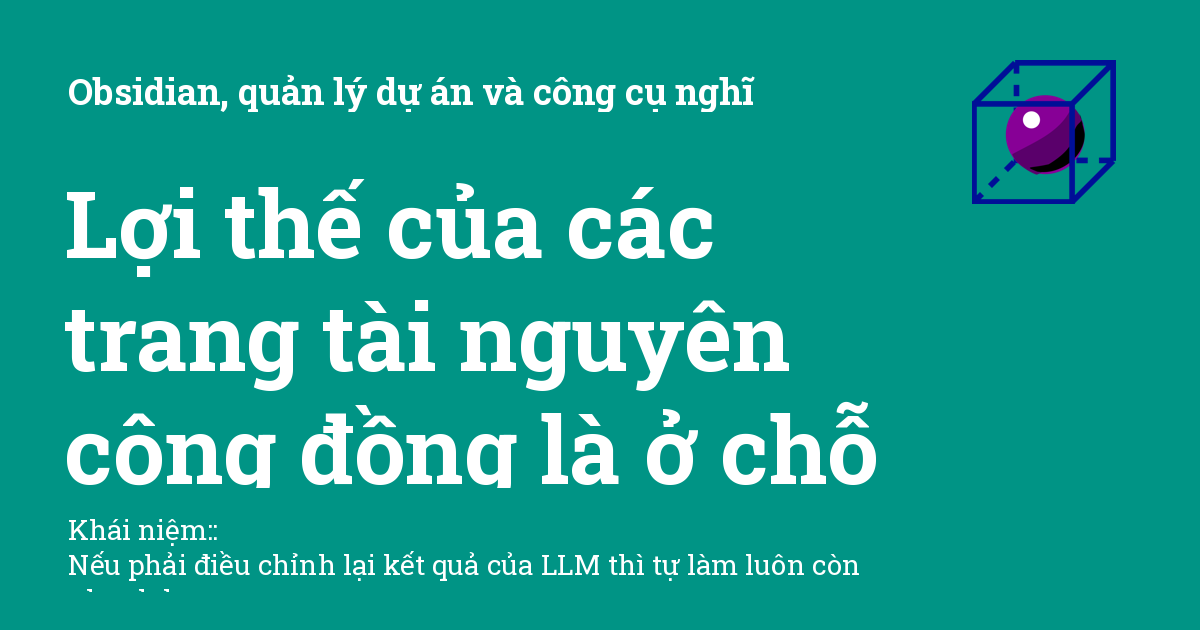 Obsidian, quản lý dự án và công cụ nghĩ
Lợi thế của các
trang tài nguyên
công đồng là ở chỗ
Khái niệm::
Nếu phải điều chỉnh lại kết quả của LLM thì tự làm luôn còn